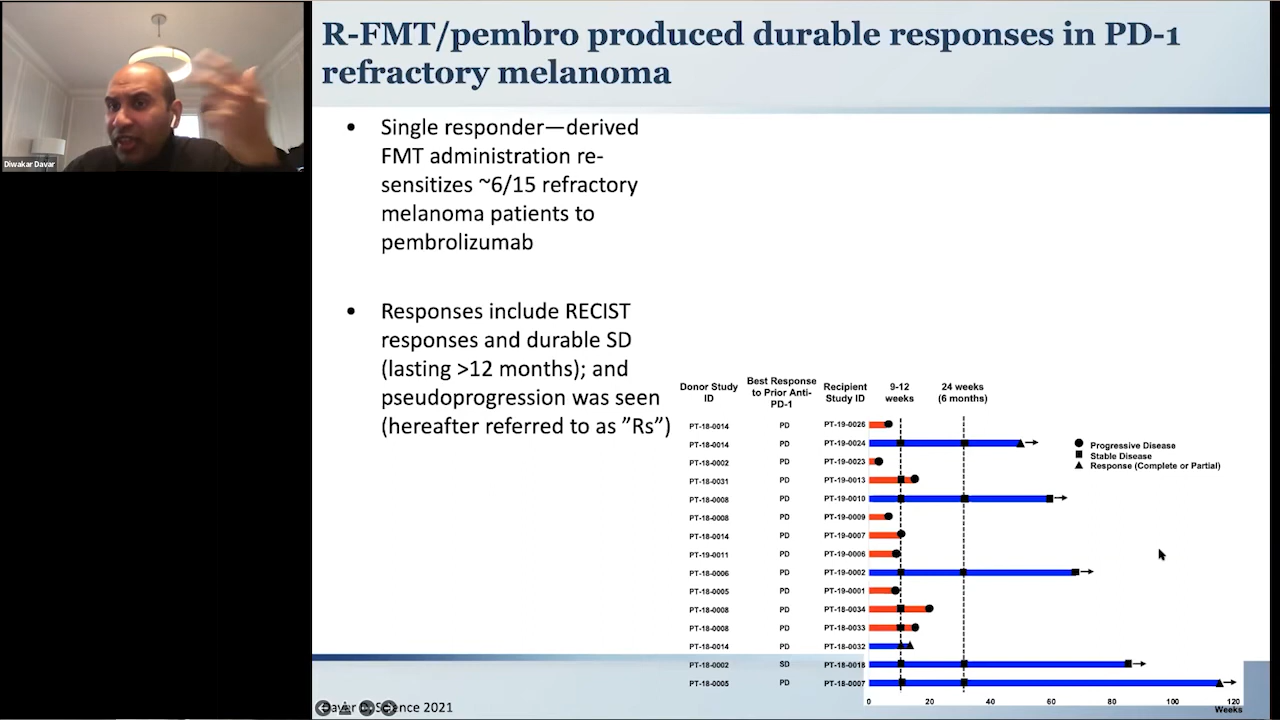 R-FMT/pembro produced durable responses in PD-1
refractory melanoma
Diwakar Davar
• Single responder—derived
FMT administration re-
sensitizes ~6/15 refractory
melanoma patients to
pembrolizumab
• Responses include RECIST
responses and durable SD
(lasting >12 months); and
pseudoprogression was seen
(hereafter referred to as ”Rs”)
Donor Study ID Best Response to Prior Anti-PD-1 Recipient Study ID 9-12 weeks 24 weeks (6 months)
PT-18-0014 PD PT-19-0026
PT-18-0014 PD PT-19-0024
PT-18-0002 PD PT-19-0023
PT-18-0031 PD PT-19-0013
PT-18-0008 PD PT-19-0010
PT-18-0008 PD PT-19-0009
PT-18-0014 PD PT-19-0007
PT-19-0011 PD PT-19-0006
PT-18-0006 PD PT-19-0002
PT-18-0005 PD PT-19-0001
PT-18-0008 PD PT-18-0034
PT-18-0008 PD PT-18-0033
PT-18-0014 PD PT-18-0032
PT-18-0002 SD PT-18-0018
PT-18-0005 PD PT-18-0007
Progressive Disease
Stable Disease
Response (Complete or Partial)
0 20 40 60 80 100 120
Weeks
2021